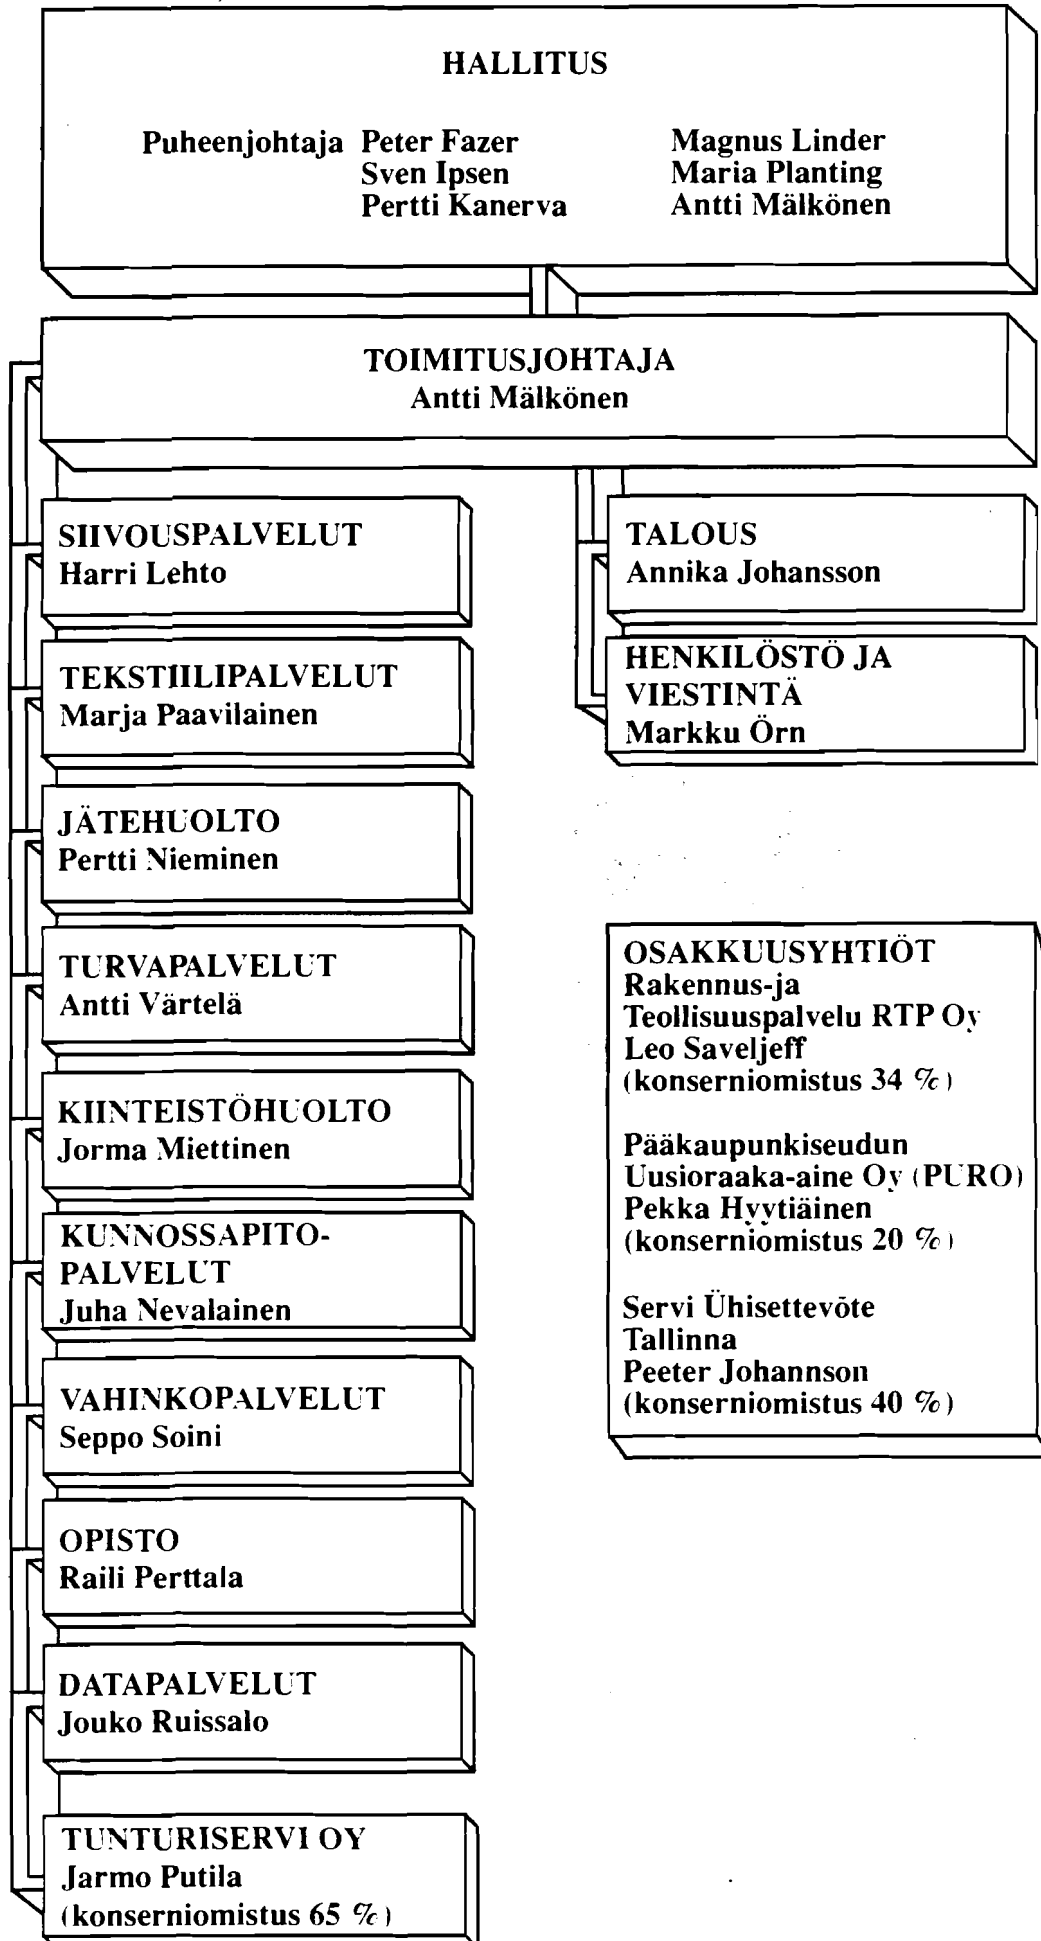 HALLITUS
Puheenjohtaja Peter Fazer
Sven Ipsen
Pertti Kanerva
Magnus Linder
Maria Planting
Antti Mälkönen
TOIMITUSJOHTAJA
Antti Mälkönen
SIIVOUSPALVELUT
Harri Lehto
TEKSTIILIPALVELUT
Marja Paavilainen
JÄTEHUOLTO
Pertti Nieminen
TURVAPALVELUT
Antti Värtelä
KIINTEISTÖHUOLTO
Jorma Miettinen
KUNNOSSAPITO-
PALVELUT
Juha Nevalainen
VAHINKOPALVELUT
Seppo Soini
OPISTO
Raili Perttala
DATAPALVELUT
Jouko Ruissalo
TUNTURISERVI OY
Jarmo Putila
(konserniomistus 65 %)
TALOUS
Annika Johansson
HENKILÖSTÖ JA
VIESTINTÄ
Markku Örn
OSAKKUUSYHTIÖT
Rakennus-ja
Teollisuuspalvelu RTP Oy
Leo Saveljeff
(konserniomistus 34 %)
Pääkaupunkiseudun
Uusioraaka-aine Oy (PURO)
Pekka Hyytiäinen
(konserniomistus 20 %)
Servi Ühisettevõte
Tallinna
Peeter Johannson
(konserniomistus 40 %)